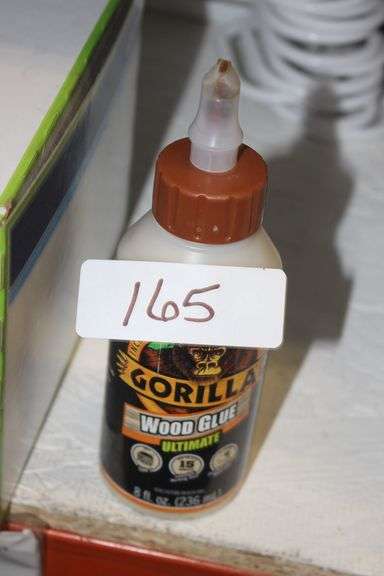 165
GORILLA
WOOD GLUE
ULTIMATE
15
8 fl. oz. (236 mL)